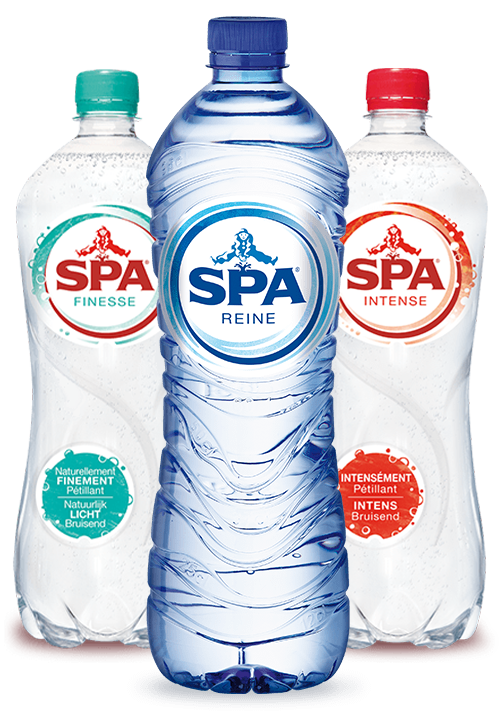 SPA®
FINESSE
Naturellement
FINEMENT
Pétillant
Natuurlijk
LICHT
Bruisend
SPA®
REINE
SPA®
INTENSE
INTENSÉMENT
Pétillant
INTENS
Bruisend